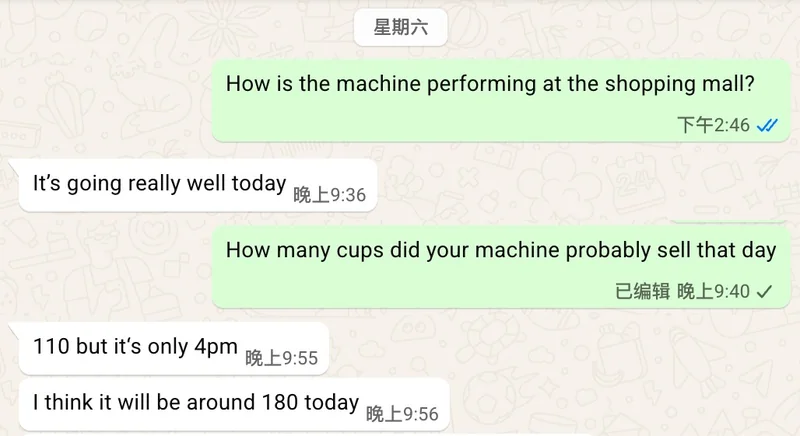 星期六
How is the machine performing at the shopping mall?
下午2:46
It’s going really well today 晚上9:36
How many cups did your machine probably sell that day
已编辑 晚上9:40
110 but it‘s only 4pm 晚上9:55
I think it will be around 180 today 晚上9:56